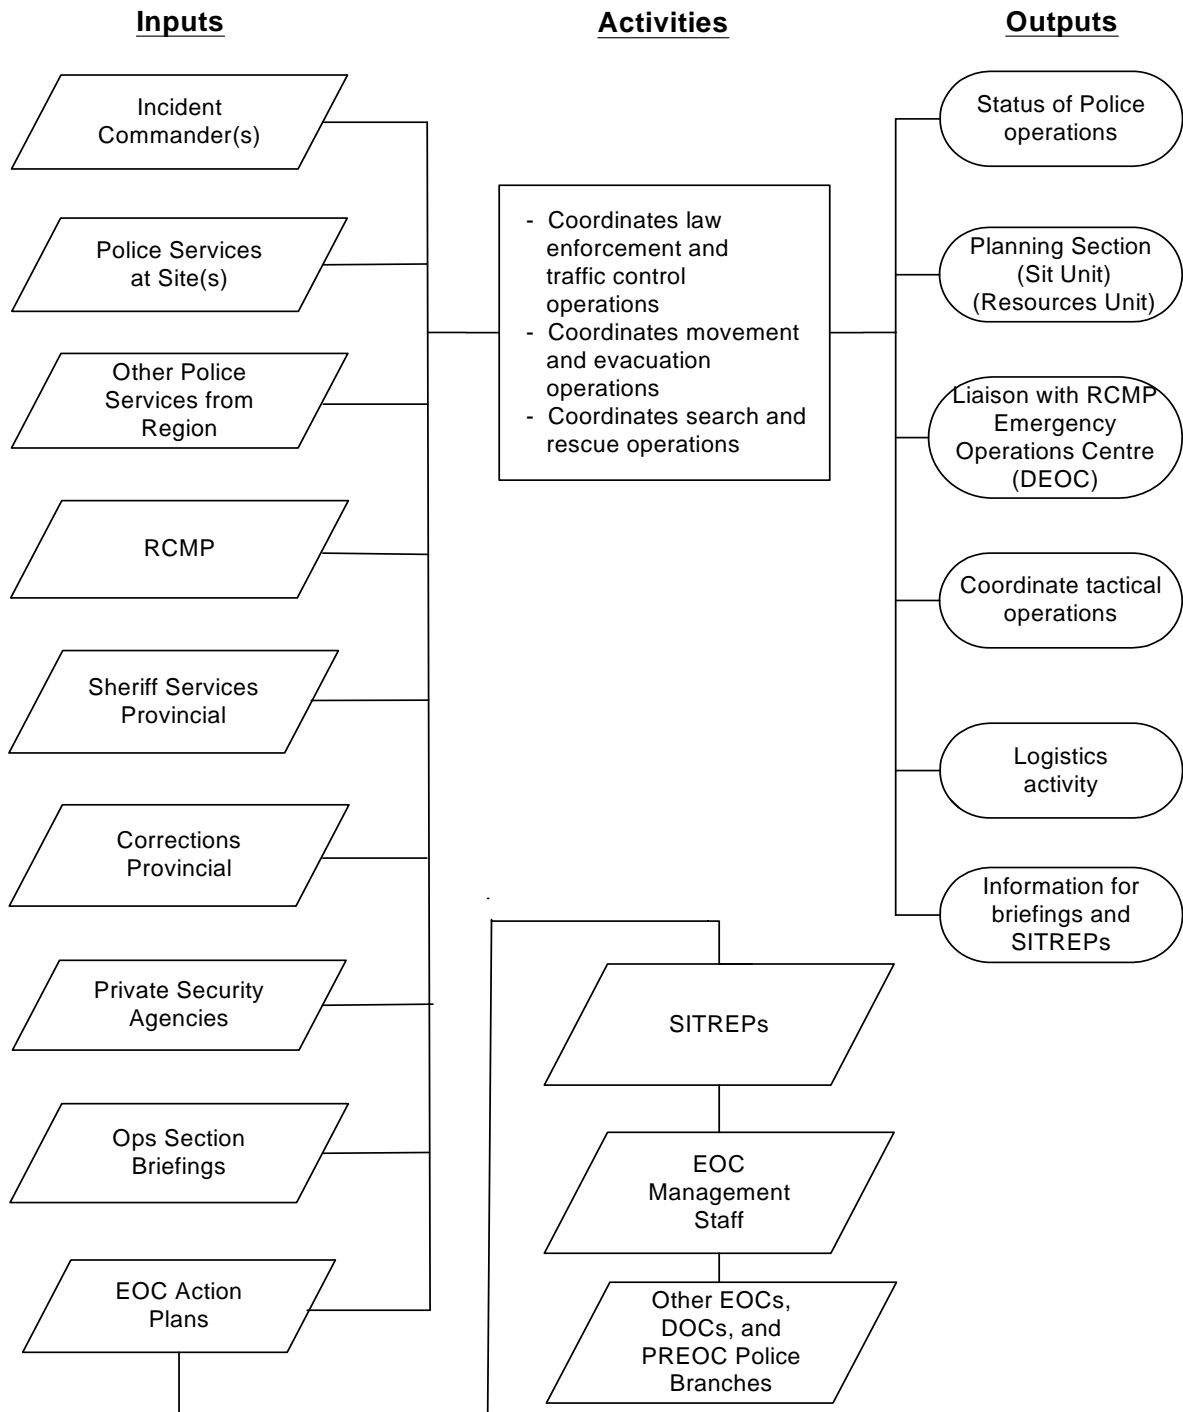 Inputs
Activities
Outputs
Incident
Commander(s)
Police Services
at Site(s)
Other Police
Services from
Region
RCMP
Sheriff Services
Provincial
Corrections
Provincial
Private Security
Agencies
Ops Section
Briefings
EOC Action
Plans
- Coordinates law
enforcement and
traffic control
operations
- Coordinates movement
and evacuation
operations
- Coordinates search and
rescue operations
SITREPs
EOC
Management
Staff
Other EOCs,
DOCs, and
PREOC Police
Branches
Status of Police
operations
Planning Section
(Sit Unit)
(Resources Unit)
Liaison with RCMP
Emergency
Operations Centre
(DEOC)
Coordinate tactical
operations
Logistics
activity
Information for
briefings and
SITREPs